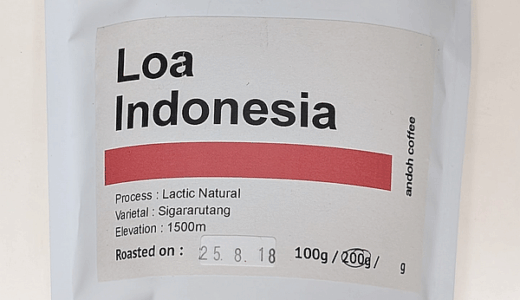 Loa
Indonesia
andoh coffee
Process : Lactic Natural
Varietal : Sigararutang
Elevation : 1500m
Roasted on : 25. 8. 18 100g / 200g / g